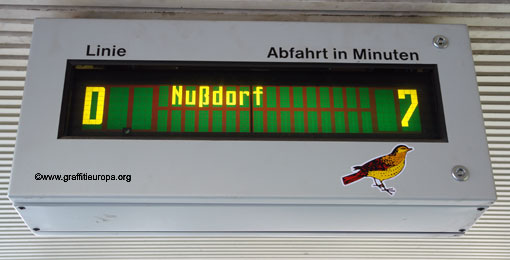 Linie Abfahrt in Minuten
D Nußdorf 7
©www.graffitieuropa.org